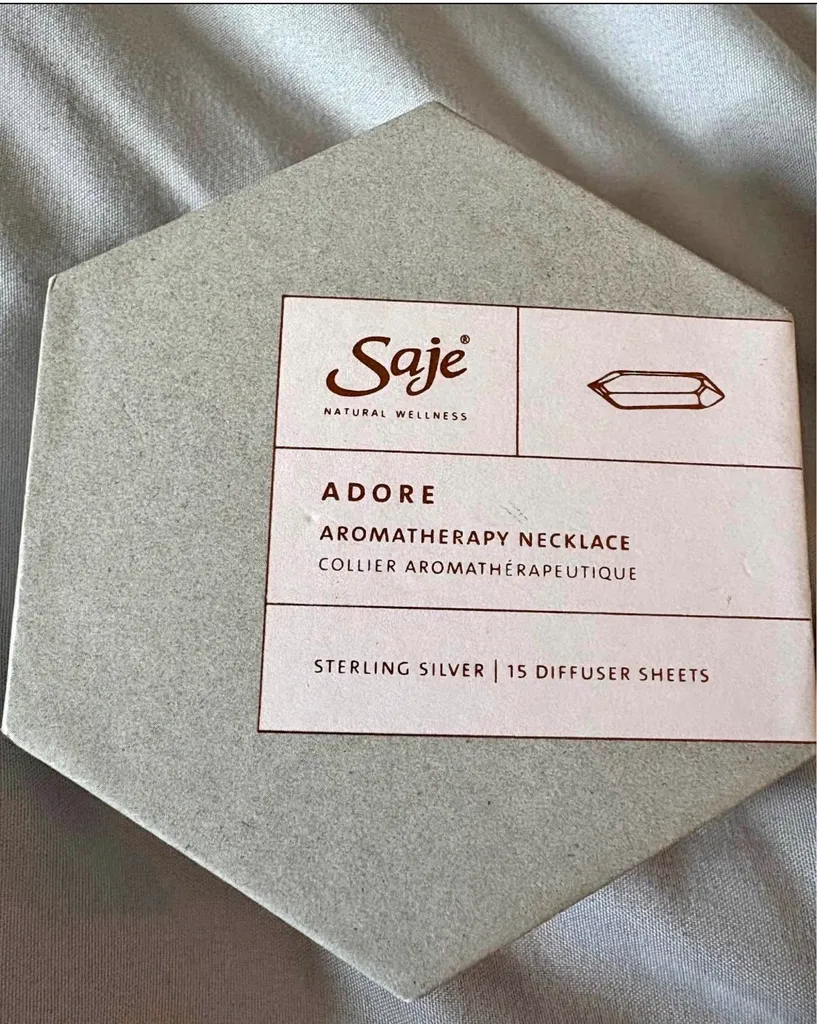 Saje®
NATURAL WELLNESS
ADORE
AROMATHERAPY NECKLACE
COLLIER AROMATHÉRAPEUTIQUE
STERLING SILVER | 15 DIFFUSER SHEETS